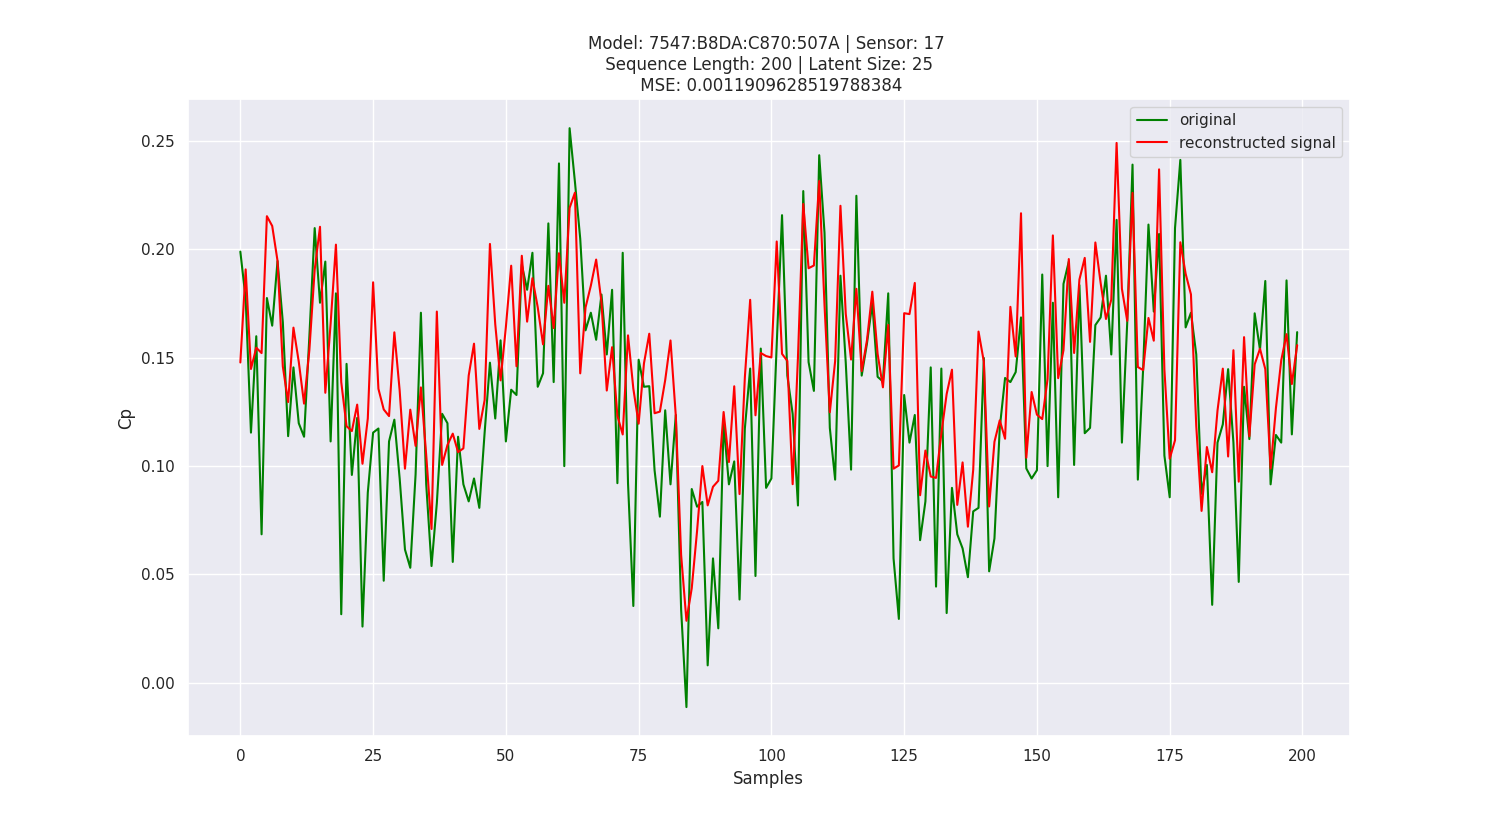 Model: 7547:B8DA:C870:507A | Sensor: 17
Sequence Length: 200 | Latent Size: 25
MSE: 0.0011909628519788384
original
reconstructed signal
0.25
0.20
0.15
0.10
0.05
0.00
Cp
0 25 50 75 100 125 150 175 200
Samples